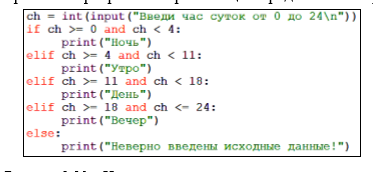 ch = int(input("Введи час суток от 0 до 24\n"))
if ch >= 0 and ch < 4:
    print("Ночь")
elif ch >= 4 and ch < 11:
    print("Утро")
elif ch >= 11 and ch < 18:
    print("День")
elif ch >= 18 and ch <= 24:
    print("Вечер")
else:
    print("Неверно введены исходные данные!")